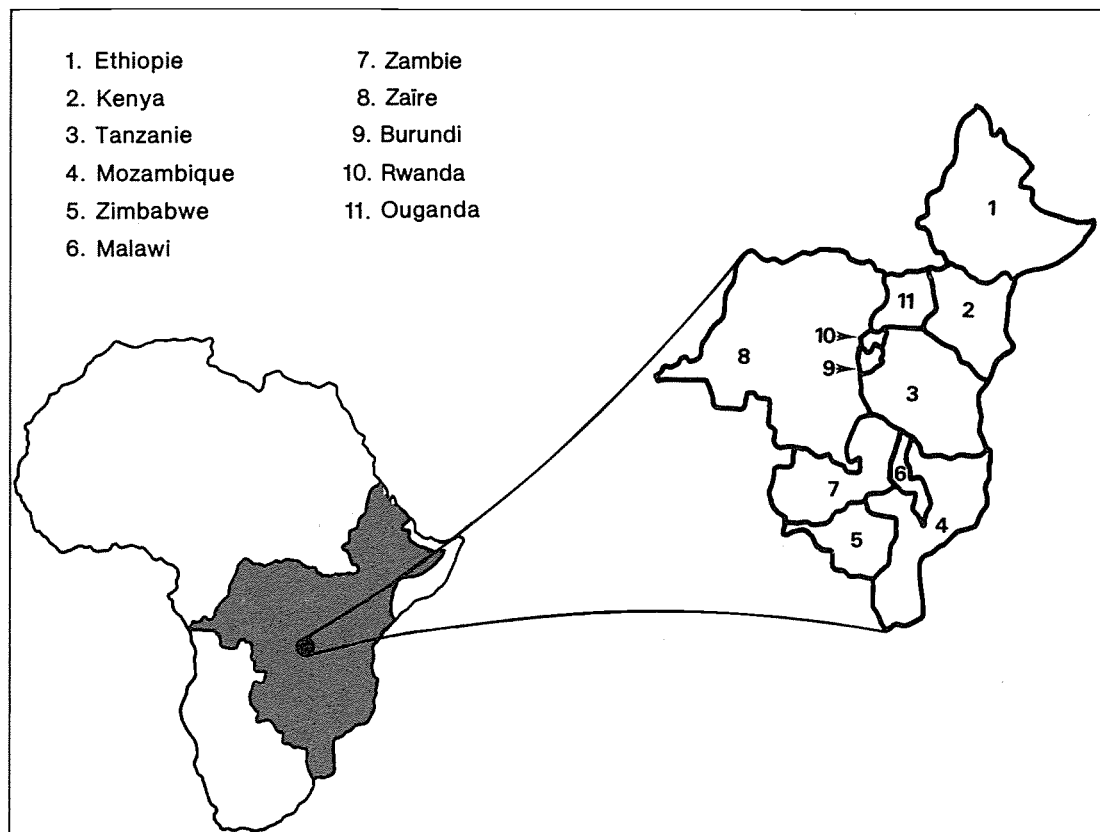 1. Ethiopie
2. Kenya
3. Tanzanie
4. Mozambique
5. Zimbabwe
6. Malawi
7. Zambie
8. Zaïre
9. Burundi
10. Rwanda
11. Ouganda
1
11
2
10
8
9
3
6
7
4
5